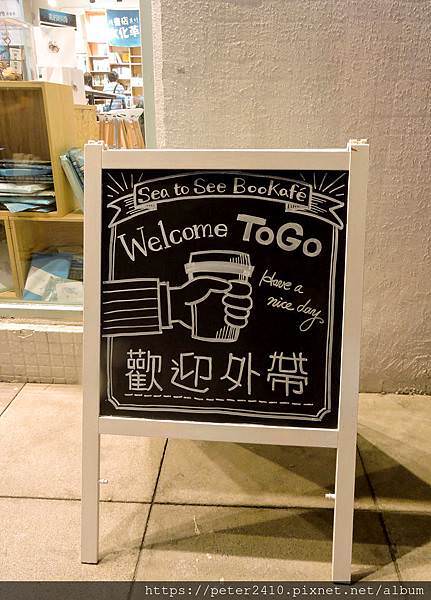 Sea to See BooKafé
Welcome ToGo
Have a
nice day
歡迎外帶
https://peter2410.pixnet.net/album